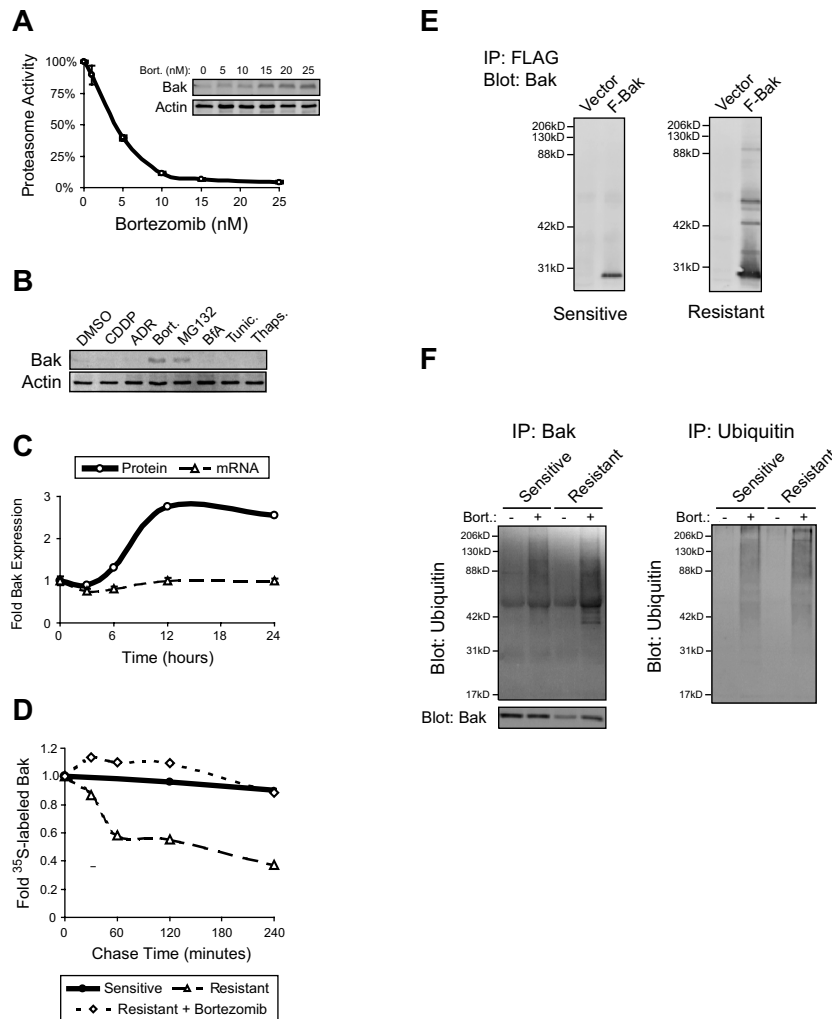 A
Proteasome Activity
100%
75%
50%
25%
0%
0 5 10 15 20 25
Bortezomib (nM)
Bort. (nM): 0 5 10 15 20 25
Bak
Actin
B
DMSO CDDP ADR Bort. MG132 BfA Tunic. Thaps.
Bak
Actin
C
Protein mRNA
Fold Bak Expression
3
2
1
0
0 6 12 18 24
Time (hours)
D
Fold ³⁵S-labeled Bak
1.2
1.0
0.8
0.6
0.4
0.2
0
0 60 120 180 240
Chase Time (minutes)
Sensitive Resistant
Resistant + Bortezomib
E
IP: FLAG
Blot: Bak
Vector F-Bak
206kD
130kD
88kD
42kD
31kD
Sensitive
Vector F-Bak
206kD
130kD
88kD
42kD
31kD
Resistant
F
IP: Bak
Sensitive Resistant
Bort.: - + - +
Blot: Ubiquitin
206kD
130kD
88kD
42kD
31kD
17kD
Blot: Bak
IP: Ubiquitin
Sensitive Resistant
Bort.: - + - +
Blot: Ubiquitin
206kD
130kD
88kD
42kD
31kD
17kD